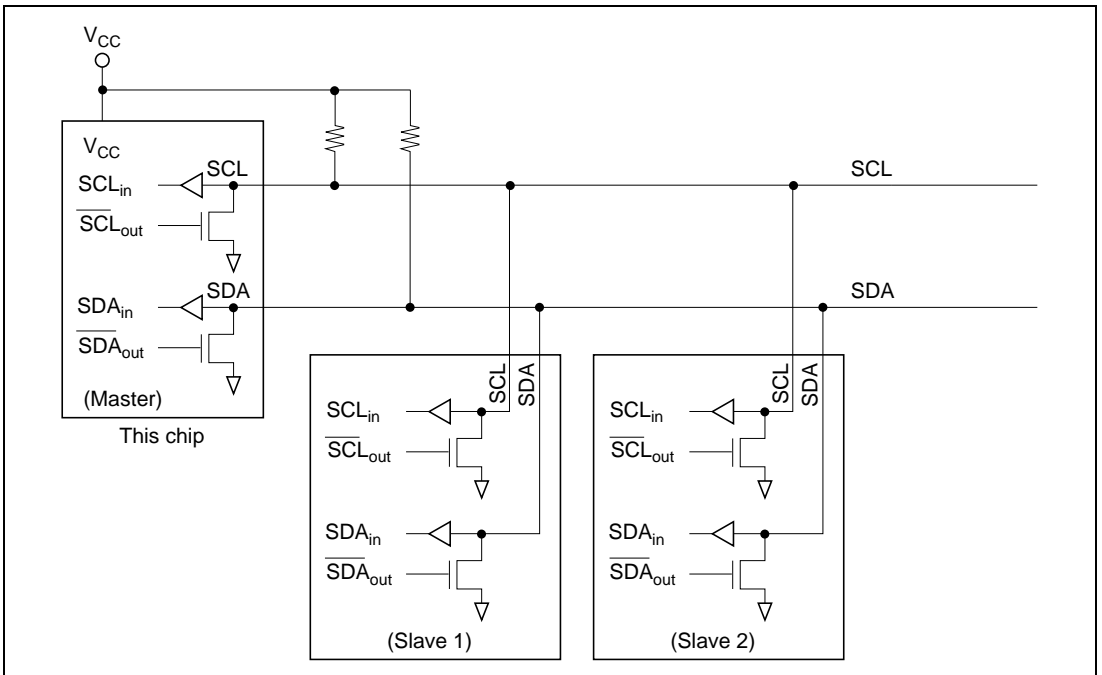 VCC
VCC
SCL
SCLin
SCLout
SDA
SDAin
SDAout
(Master)
This chip
SCL
SDA
SCL
SDA
SCLin
SCLout
SDAin
SDAout
(Slave 1)
SCL
SDA
SCLin
SCLout
SDAin
SDAout
(Slave 2)